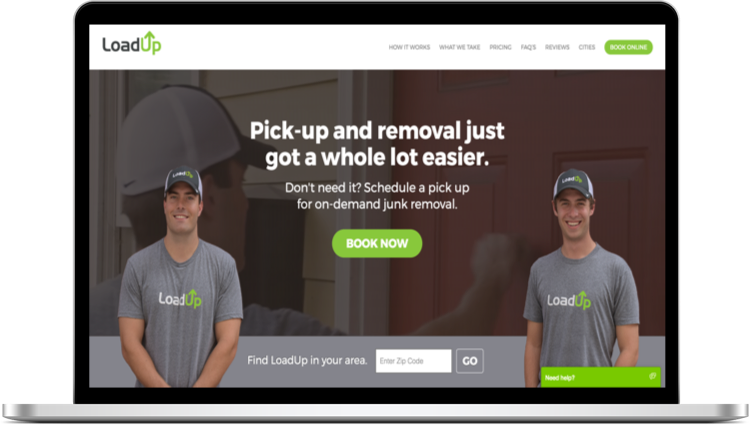 LoadUp
HOW IT WORKS WHAT WE TAKE PRICING FAQ'S REVIEWS CITIES BOOK ONLINE
Pick-up and removal just
got a whole lot easier.
Don't need it? Schedule a pick up
for on-demand junk removal.
BOOK NOW
LoadUp
LoadUp
LoadUp
LoadUp
Find LoadUp in your area. Enter Zip Code GO
Need help?